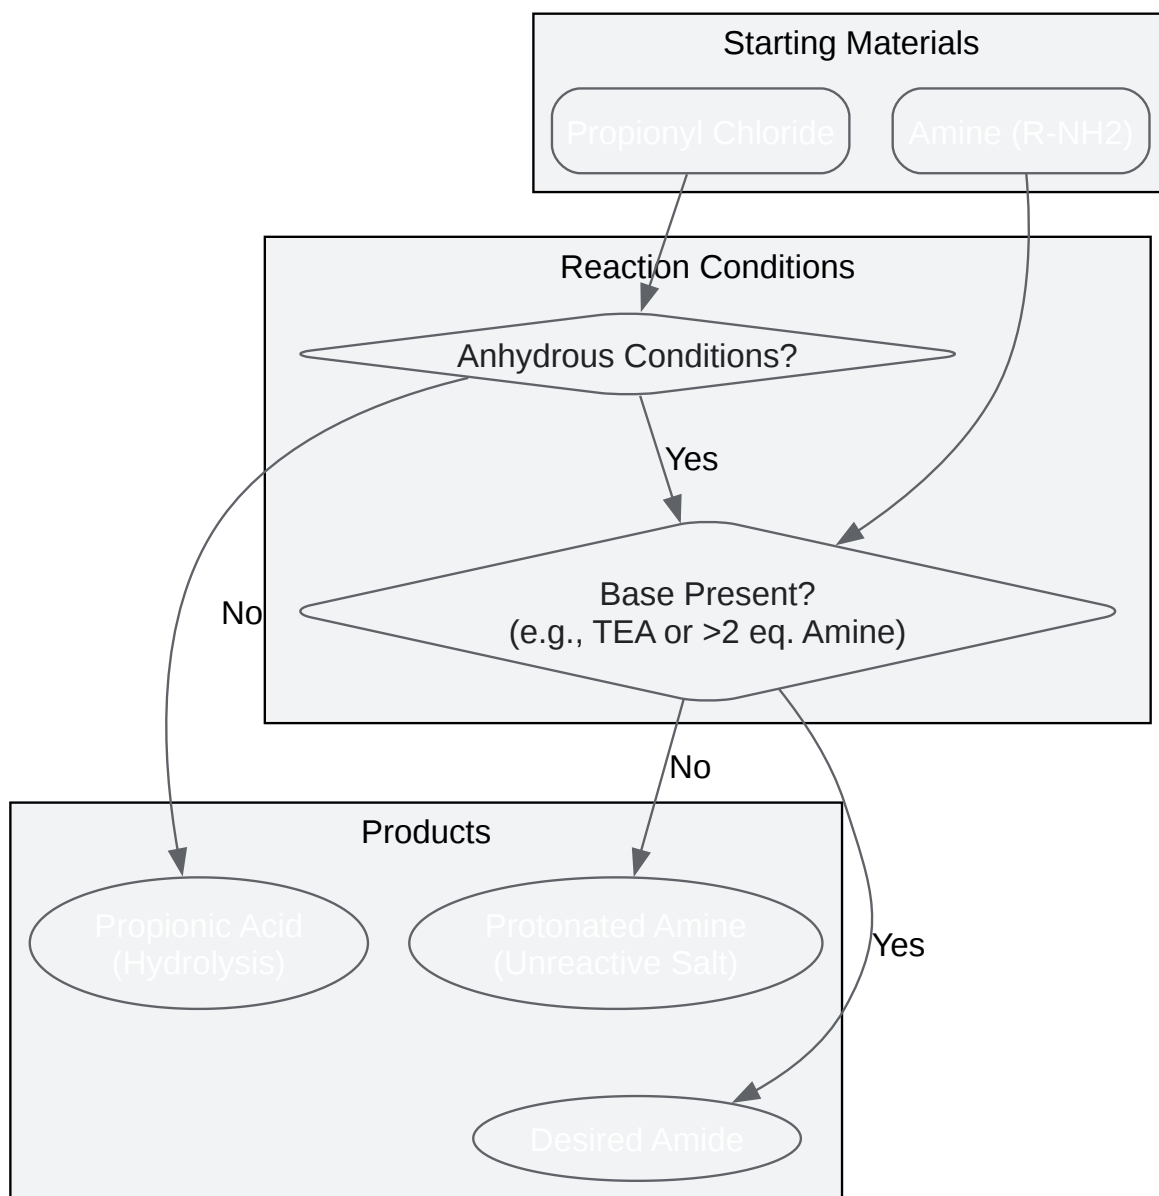 Starting Materials
Propionyl Chloride
Amine (R-NH2)
Reaction Conditions
Anhydrous Conditions?
Yes
No
Base Present?
(e.g., TEA or >2 eq. Amine)
No
Products
Propionic Acid
(Hydrolysis)
Protonated Amine
(Unreactive Salt)
Yes
Desired Amide